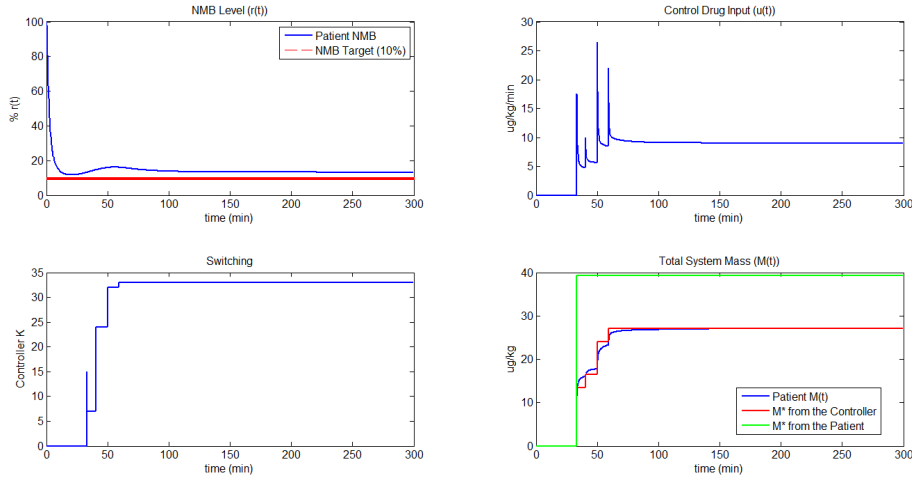 NMB Level (r(t))
100
80
60
40
20
0
% r(t)
Patient NMB
NMB Target (10%)
0 50 100 150 200 250 300
time (min)
Control Drug Input (u(t))
30
25
20
15
10
5
0
ug/kg/min
0 50 100 150 200 250 300
time (min)
Switching
35
30
25
20
15
10
5
0
Controller K
0 50 100 150 200 250 300
time (min)
Total System Mass (M(t))
40
30
20
10
0
ug/kg
Patient M(t)
M* from the Controller
M* from the Patient
0 50 100 150 200 250 300
time (min)